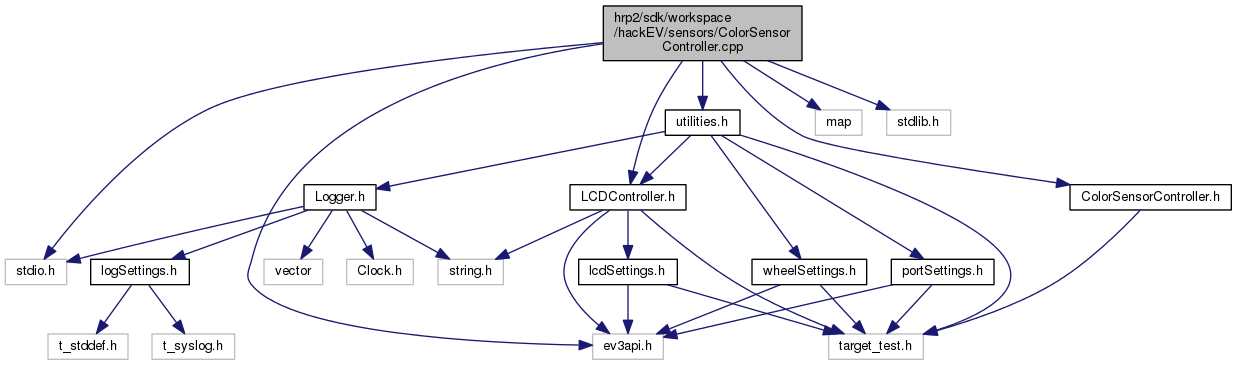 hrp2/sdk/workspace
/hackEV/sensors/ColorSensor
Controller.cpp
utilities.h
map
stdlib.h
Logger.h
LCDController.h
ColorSensorController.h
stdio.h
logSettings.h
vector
Clock.h
string.h
lcdSettings.h
wheelSettings.h
portSettings.h
t_stddef.h
t_syslog.h
ev3api.h
target_test.h